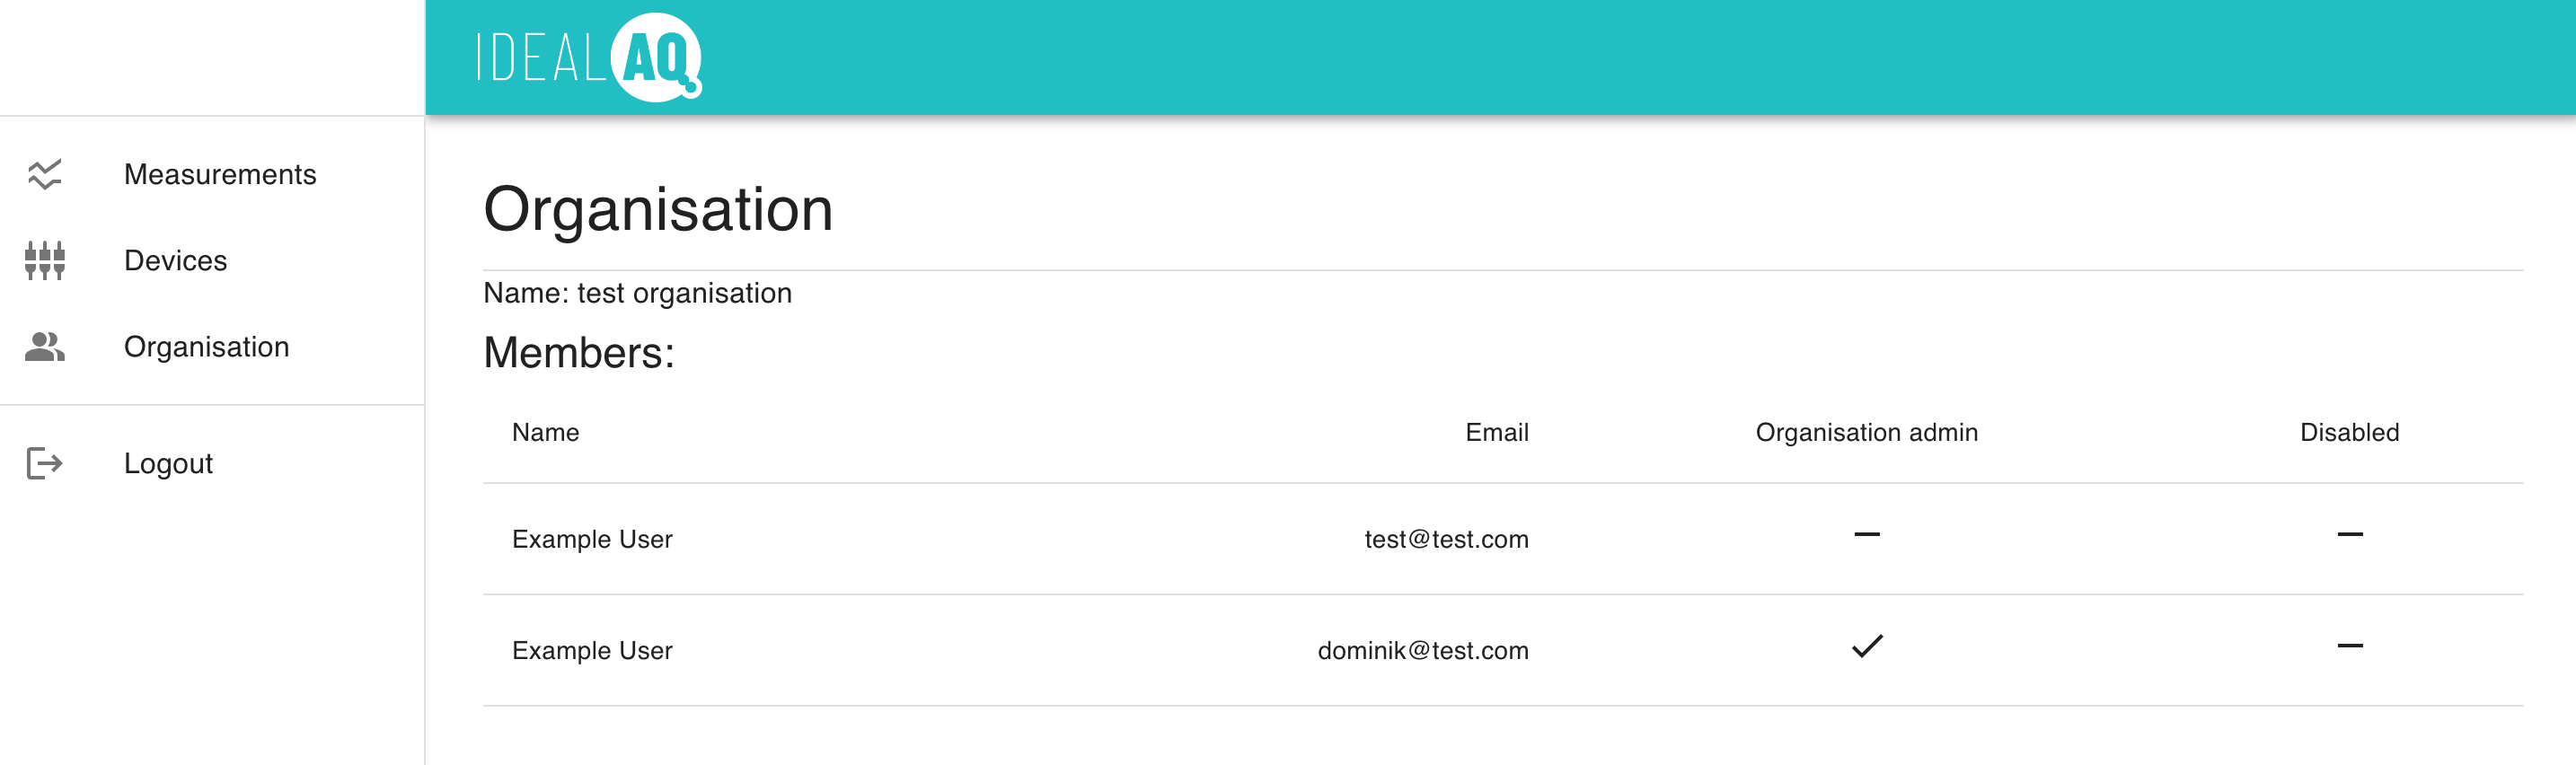 IDEAL AQ
Measurements
Devices
Organisation
Logout
Organisation
Name: test organisation
Members:
Name Email Organisation admin Disabled
Example User test@test.com
Example User dominik@test.com